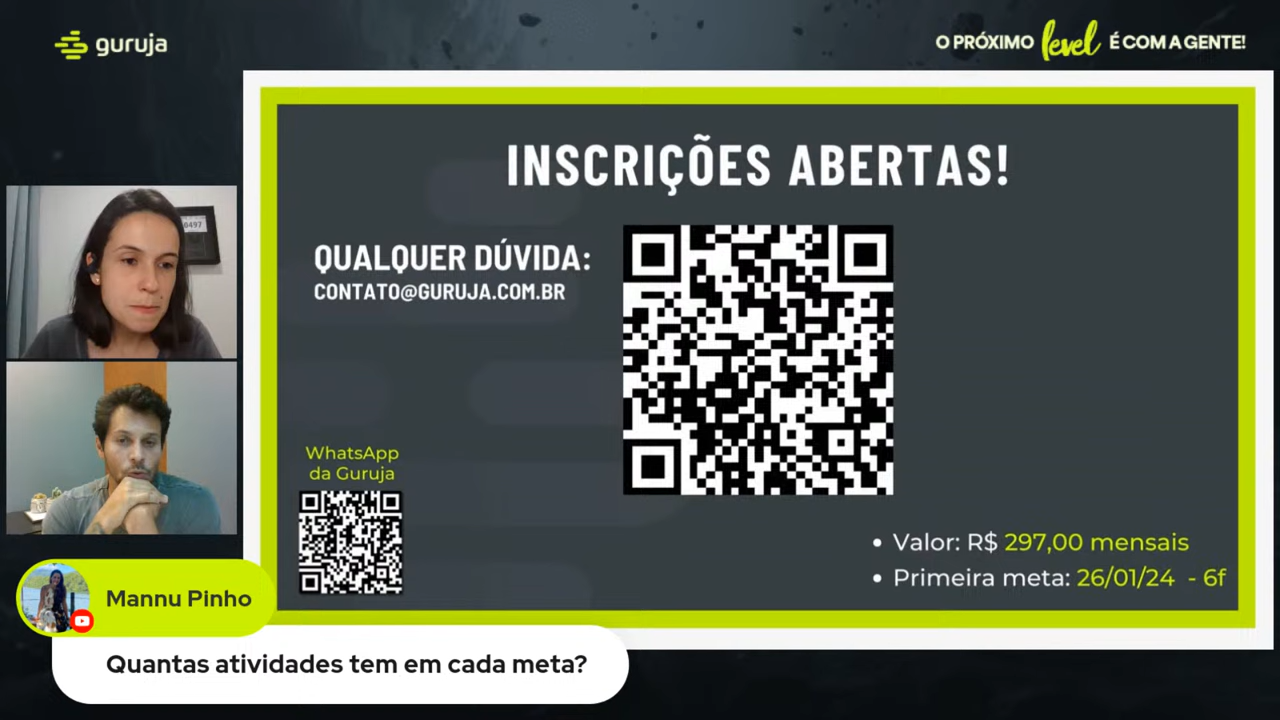 guruja
O PRÓXIMO level É COM A GENTE!
INSCRIÇÕES ABERTAS!
QUALQUER DÚVIDA:
CONTATO@GURUJA.COM.BR
0497
WhatsApp
da Guruja
• Valor: R$ 297,00 mensais
• Primeira meta: 26/01/24 - 6f
Mannu Pinho
Quantas atividades tem em cada meta?